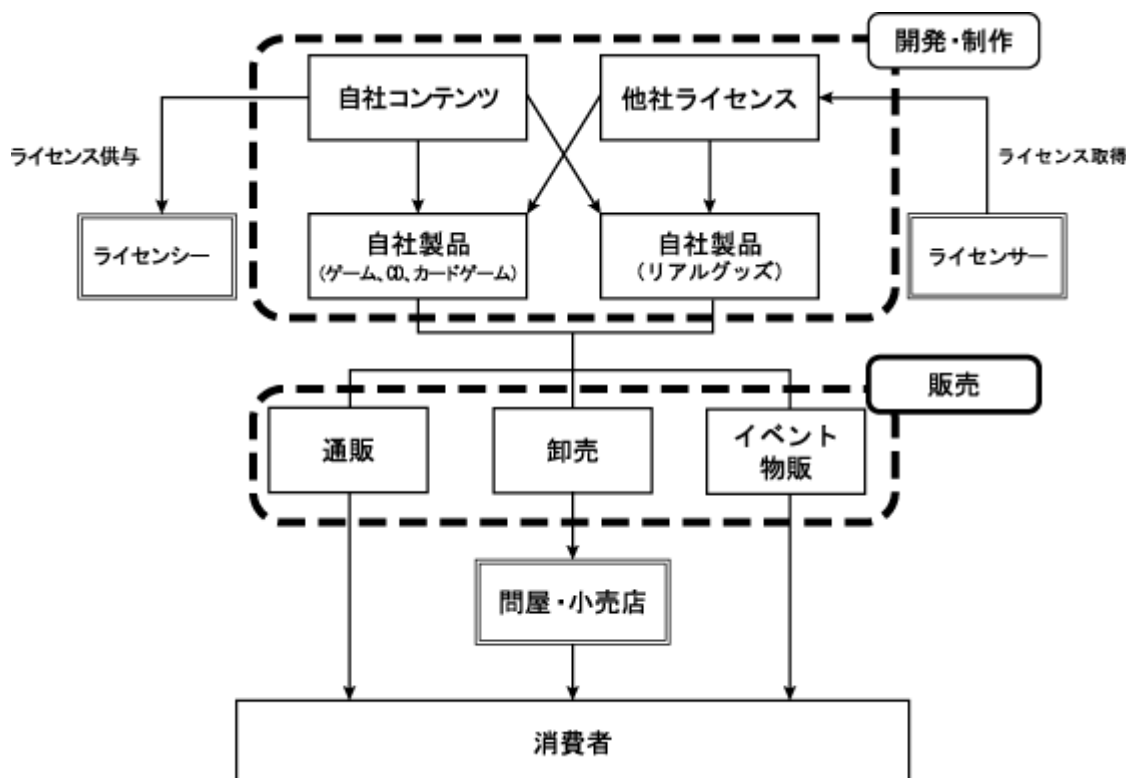 開発・制作
自社コンテンツ
他社ライセンス
ライセンス供与
ライセンス取得
ライセンシー
自社製品
(ゲーム、CD、カードゲーム)
自社製品
(リアルグッズ)
ライセンサー
販売
通販
卸売
イベント
物販
問屋・小売店
消費者